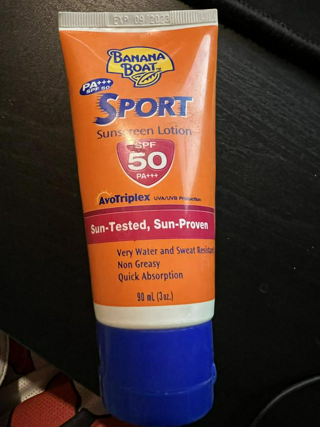 EXP 09/2023
BANANA
BOAT
PA+++
SPF 50
SPORT
Sunscreen Lotion
SPF
50
PA+++
AvoTriplex UVA/UVB Protection
Sun-Tested, Sun-Proven
Very Water and Sweat Resistant
Non Greasy
Quick Absorption
90 mL (3oz.)